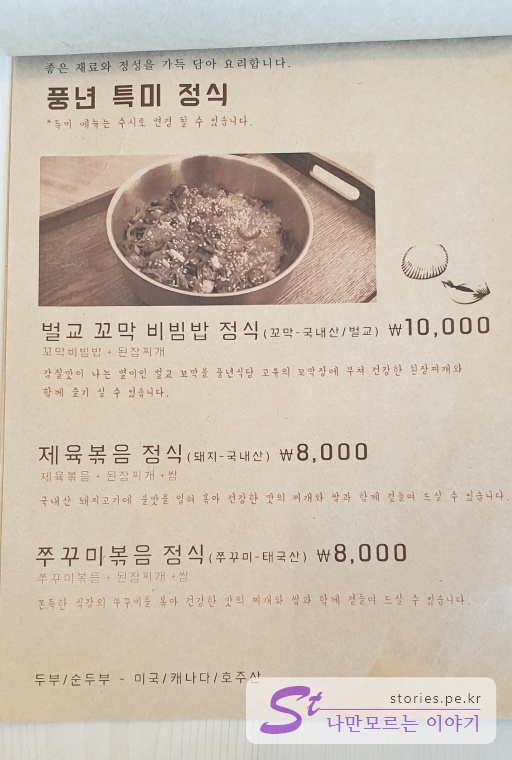 좋은 재료와 정성을 가득 담아 요리합니다.
풍년 특미 정식
*특미 메뉴는 수시로 변경 될 수 있습니다.
벌교 꼬막 비빔밥 정식(꼬막-국내산/벌교) ₩10,000
꼬막비빔밥 + 된장찌개
감칠맛이 나는 별미인 벌교 꼬막을 풍년식당 고유의 꼬막장에 무쳐 건강한 된장찌개와
함께 즐기 실 수 있습니다.
제육볶음 정식(돼지-국내산) ₩8,000
제육볶음 + 된장찌개 +쌈
국내산 돼지고기에 불맛을 입혀 볶아 건강한 맛의 찌개와 쌈과 함께 곁들여 드실 수 있습니다.
쭈꾸미볶음 정식(쭈꾸미-태국산) ₩8,000
쭈꾸미볶음 + 된장찌개 +쌈
쫀득한 식감의 쭈꾸미를 볶아 건강한 맛의 찌개와 쌈과 함께 곁들여 드실 수 있습니다.
두부/순두부 - 미국/캐나다/호주산
St
stories.pe.kr
나만모르는 이야기